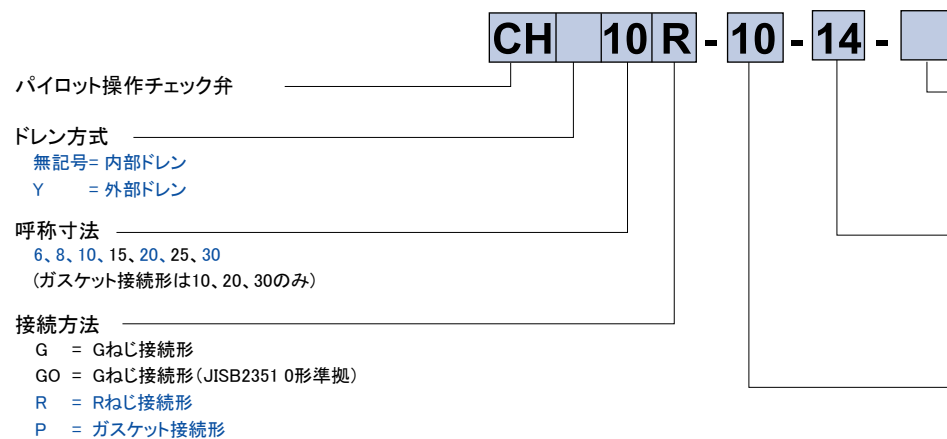 CH 10 R - 10 - 14 -
パイロット操作チェック弁
ドレン方式
無記号= 内部ドレン
Y = 外部ドレン
呼称寸法
6、8、10、15、20、25、30
(ガスケット接続形は10、20、30のみ)
接続方法
G = Gねじ接続形
GO = Gねじ接続形(JISB2351 O形準拠)
R = Rねじ接続形
P = ガスケット接続形